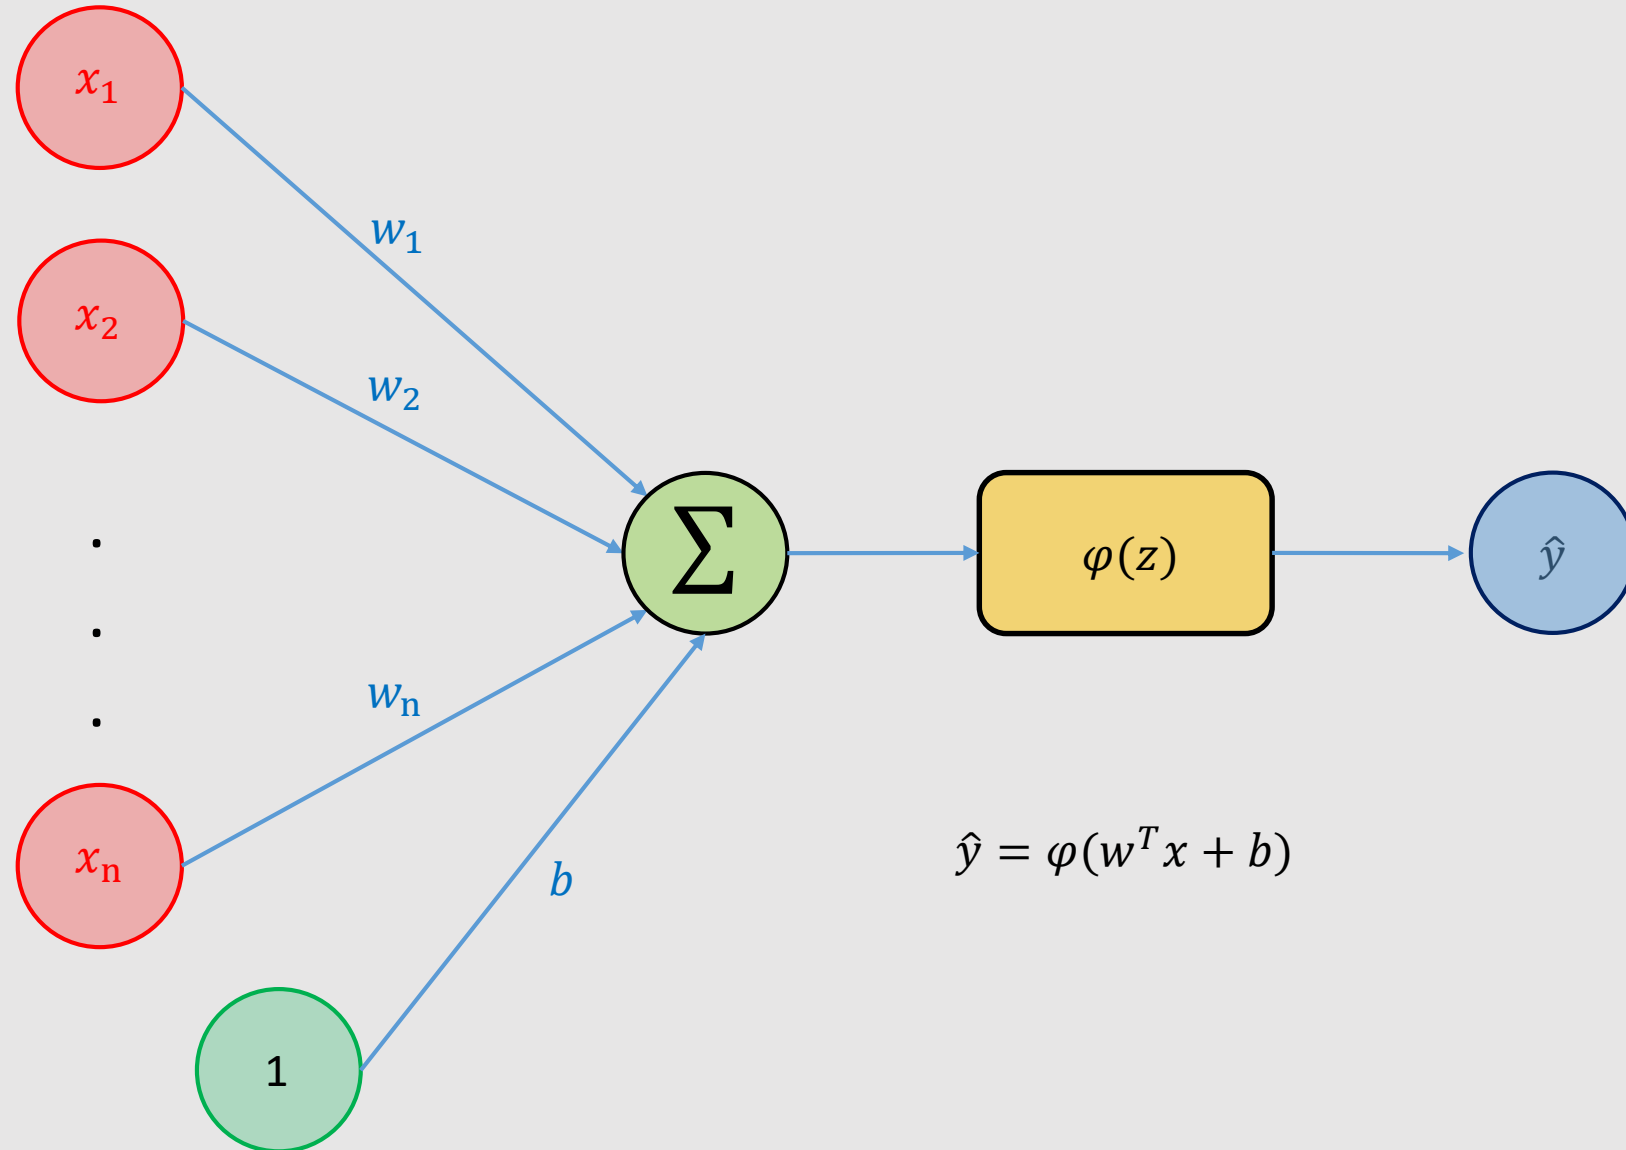 x₁
w₁
x₂
w₂
.
∑
φ(z)
ŷ
.
wₙ
.
ŷ = φ(wᵀx + b)
xₙ
b
1